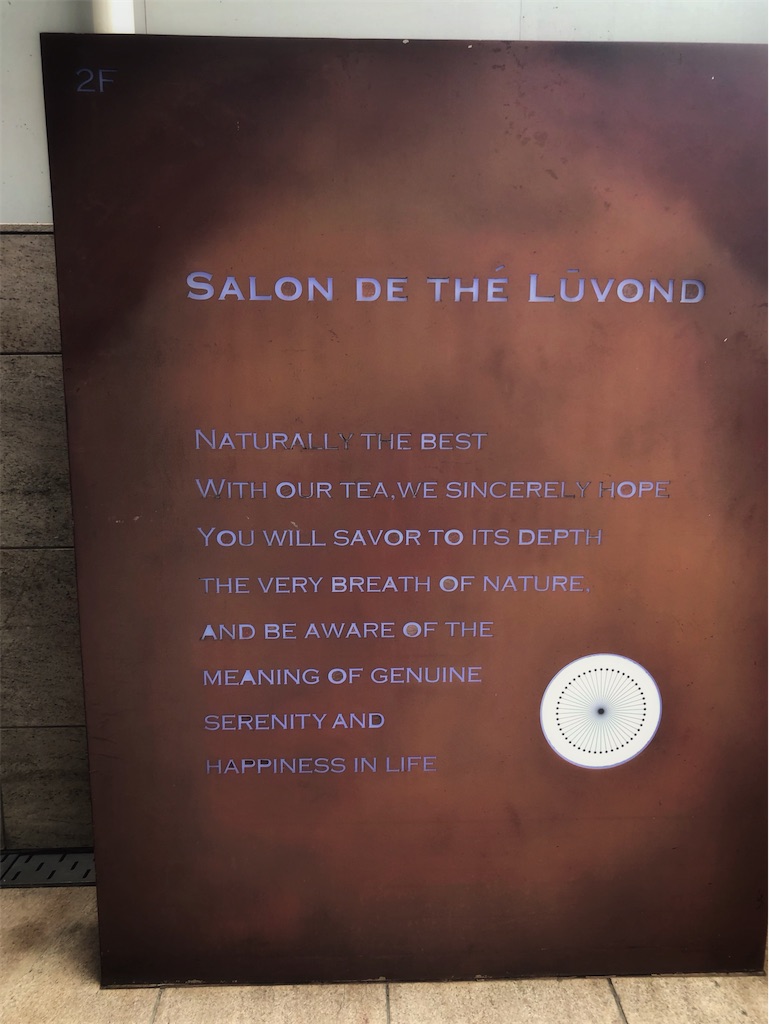 2F
SALON DE THÉ LŪVOND
NATURALLY THE BEST
WITH OUR TEA,WE SINCERELY HOPE
YOU WILL SAVOR TO ITS DEPTH
THE VERY BREATH OF NATURE,
AND BE AWARE OF THE
MEANING OF GENUINE
SERENITY AND
HAPPINESS IN LIFE